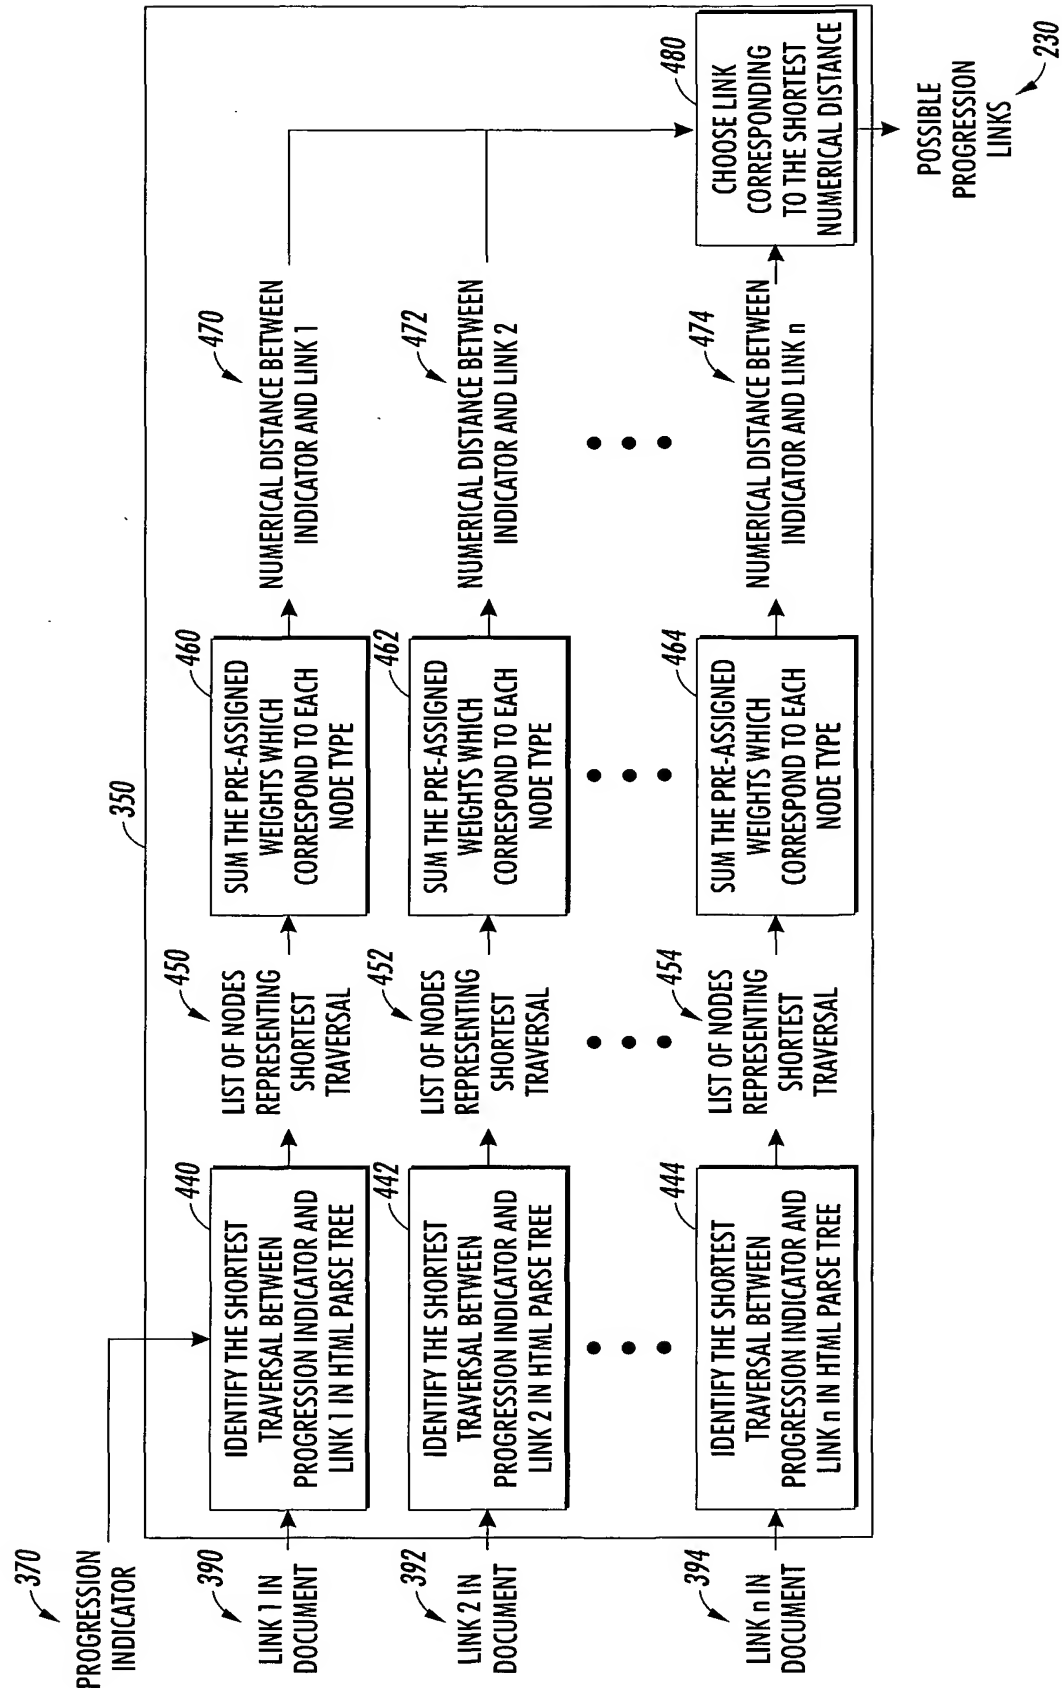 370
PROGRESSION
INDICATOR
350
390
LINK 1 IN
DOCUMENT
440
IDENTIFY THE SHORTEST
TRAVERSAL BETWEEN
PROGRESSION INDICATOR AND
LINK 1 IN HTML PARSE TREE
450
LIST OF NODES
REPRESENTING
SHORTEST
TRAVERSAL
460
SUM THE PRE-ASSIGNED
WEIGHTS WHICH
CORRESPOND TO EACH
NODE TYPE
470
NUMERICAL DISTANCE BETWEEN
INDICATOR AND LINK 1
392
LINK 2 IN
DOCUMENT
442
IDENTIFY THE SHORTEST
TRAVERSAL BETWEEN
PROGRESSION INDICATOR AND
LINK 2 IN HTML PARSE TREE
452
LIST OF NODES
REPRESENTING
SHORTEST
TRAVERSAL
462
SUM THE PRE-ASSIGNED
WEIGHTS WHICH
CORRESPOND TO EACH
NODE TYPE
472
NUMERICAL DISTANCE BETWEEN
INDICATOR AND LINK 2
394
LINK n IN
DOCUMENT
444
IDENTIFY THE SHORTEST
TRAVERSAL BETWEEN
PROGRESSION INDICATOR AND
LINK n IN HTML PARSE TREE
454
LIST OF NODES
REPRESENTING
SHORTEST
TRAVERSAL
464
SUM THE PRE-ASSIGNED
WEIGHTS WHICH
CORRESPOND TO EACH
NODE TYPE
474
NUMERICAL DISTANCE BETWEEN
INDICATOR AND LINK n
480
CHOOSE LINK
CORRESPONDING
TO THE SHORTEST
NUMERICAL DISTANCE
POSSIBLE
PROGRESSION
LINKS
230